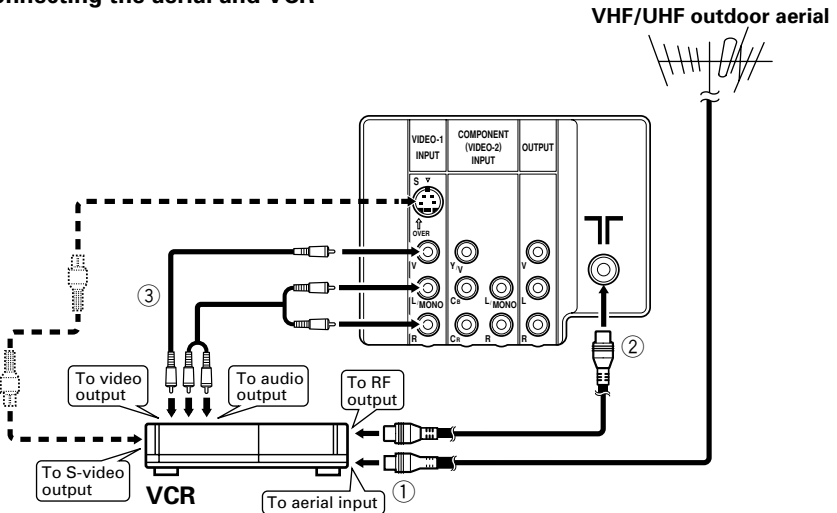 onnecting the aerial and VCR
VHF/UHF outdoor aerial
VIDEO-1
INPUT
COMPONENT
(VIDEO-2)
INPUT
OUTPUT
S
OVER
V
Y/V
V
L/MONO
CB
L/MONO
L
R
CR
R
R
③
②
To video
output
To audio
output
To RF
output
To S-video
output
VCR
To aerial input
①